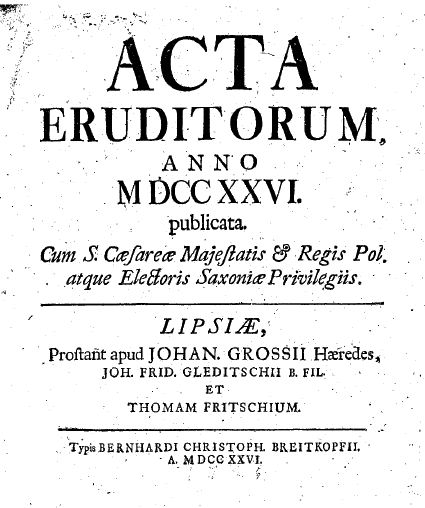 ACTA
ERUDITORUM,
ANNO
MDCCXXVI.
publicata.
Cum S. Cæſareæ Majeſtatis & Regis Pol.
atque Electoris Saxoniæ Privilegiis.
LIPSIÆ,
Proſtant apud JOHAN. GROSSII Hæredes,
JOH. FRID. GLEDITSCHII B. FIL.
ET
THOMAM FRITSCHIUM.
Typis BERNHARDI CHRISTOPH. BREITKOPFII.
A. MDCCXXVI.